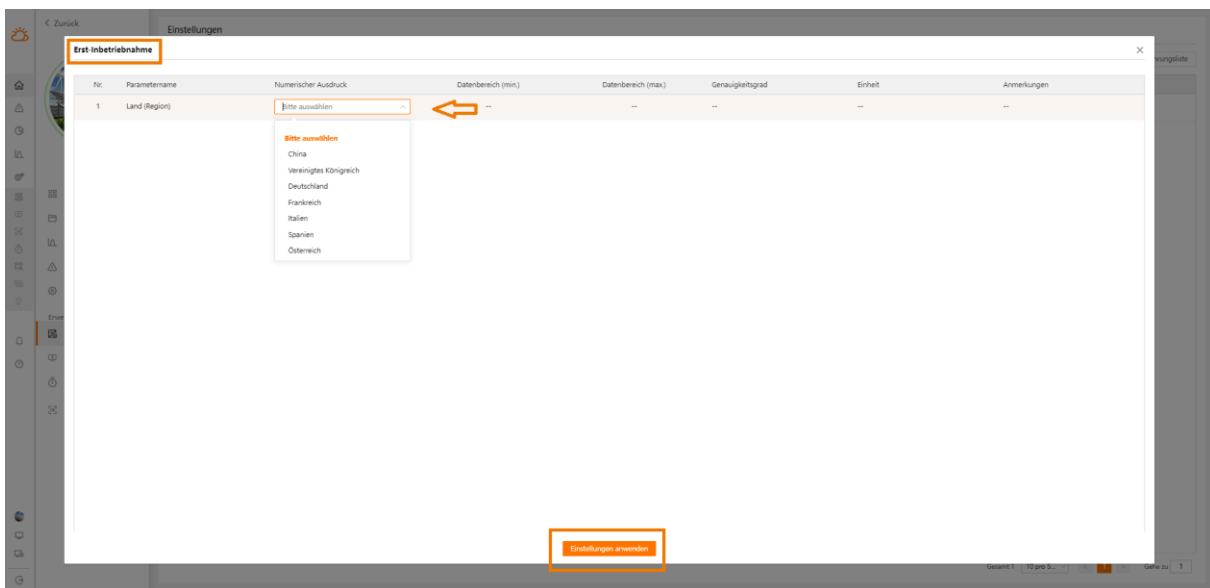 Zurück
Einstellungen
Erst-Inbetriebnahme
Nr. Parametername Numerischer Ausdruck Datenbereich (min.) Datenbereich (max.) Genauigkeitsgrad Einheit Anmerkungen
1 Land (Region) Bitte auswählen -- -- -- -- --
Bitte auswählen
China
Vereinigtes Königreich
Deutschland
Frankreich
Italien
Spanien
Österreich
Einstellungen anwenden
Gesamt 1 10 pro S... 1 Gehe zu 1